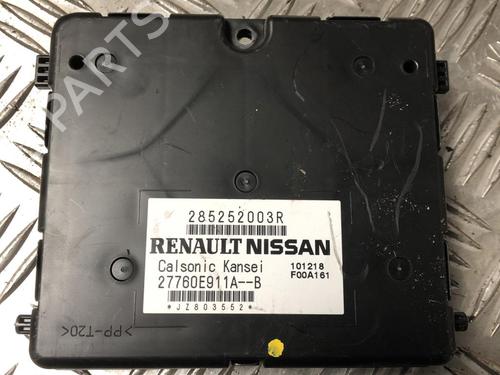 PARTS
285252003R
RENAULT NISSAN
Calsonic Kansei
101218
27760E911A--B
F00A161
*JZ803552*
>PP-T20<